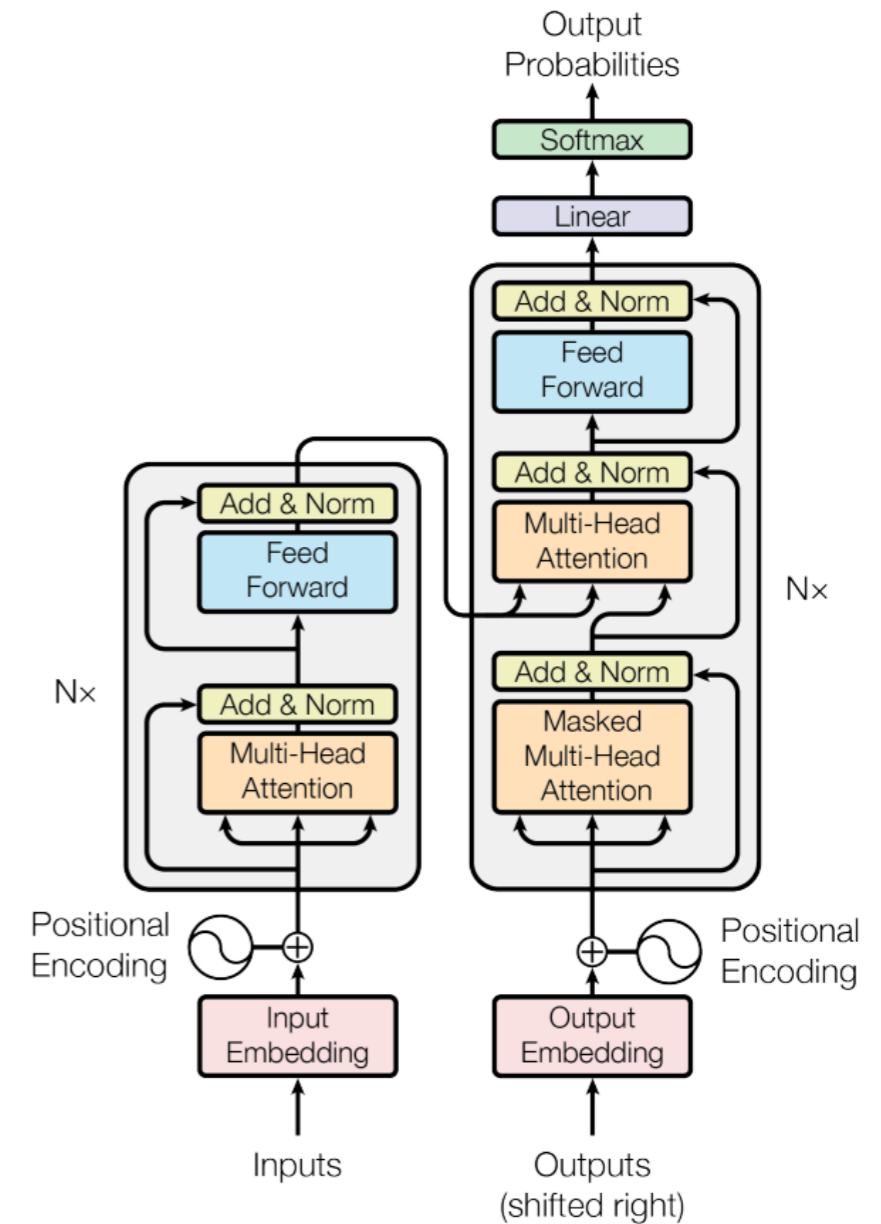 Output
Probabilities
Softmax
Linear
Add & Norm
Feed
Forward
Add & Norm
Multi-Head
Attention
N×
Add & Norm
Masked
Multi-Head
Attention
Add & Norm
Feed
Forward
N×
Add & Norm
Multi-Head
Attention
Positional
Encoding
Positional
Encoding
Input
Embedding
Output
Embedding
Inputs
Outputs
(shifted right)